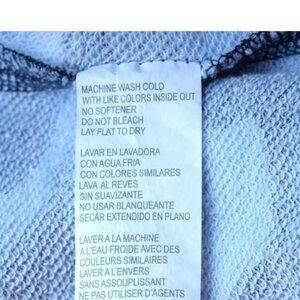 MACHINE WASH COLD
WITH LIKE COLORS INSIDE OUT
NO SOFTENER
DO NOT BLEACH
LAY FLAT TO DRY
LAVAR EN LAVADORA
CON AGUA FRIA
CON COLORES SIMILARES
LAVA AL REVES
SIN SUAVIZANTE
NO USAR BLANQUEANTE
SECAR EXTENDIDO EN PLANO
LAVER A LA MACHINE
A L'EAU FROIDE AVEC DES
COULEURS SIMILAIRES
LAVER A L'ENVERS
SANS ASSOUPLISSANT
NE PAS UTILISER D'AGENTS